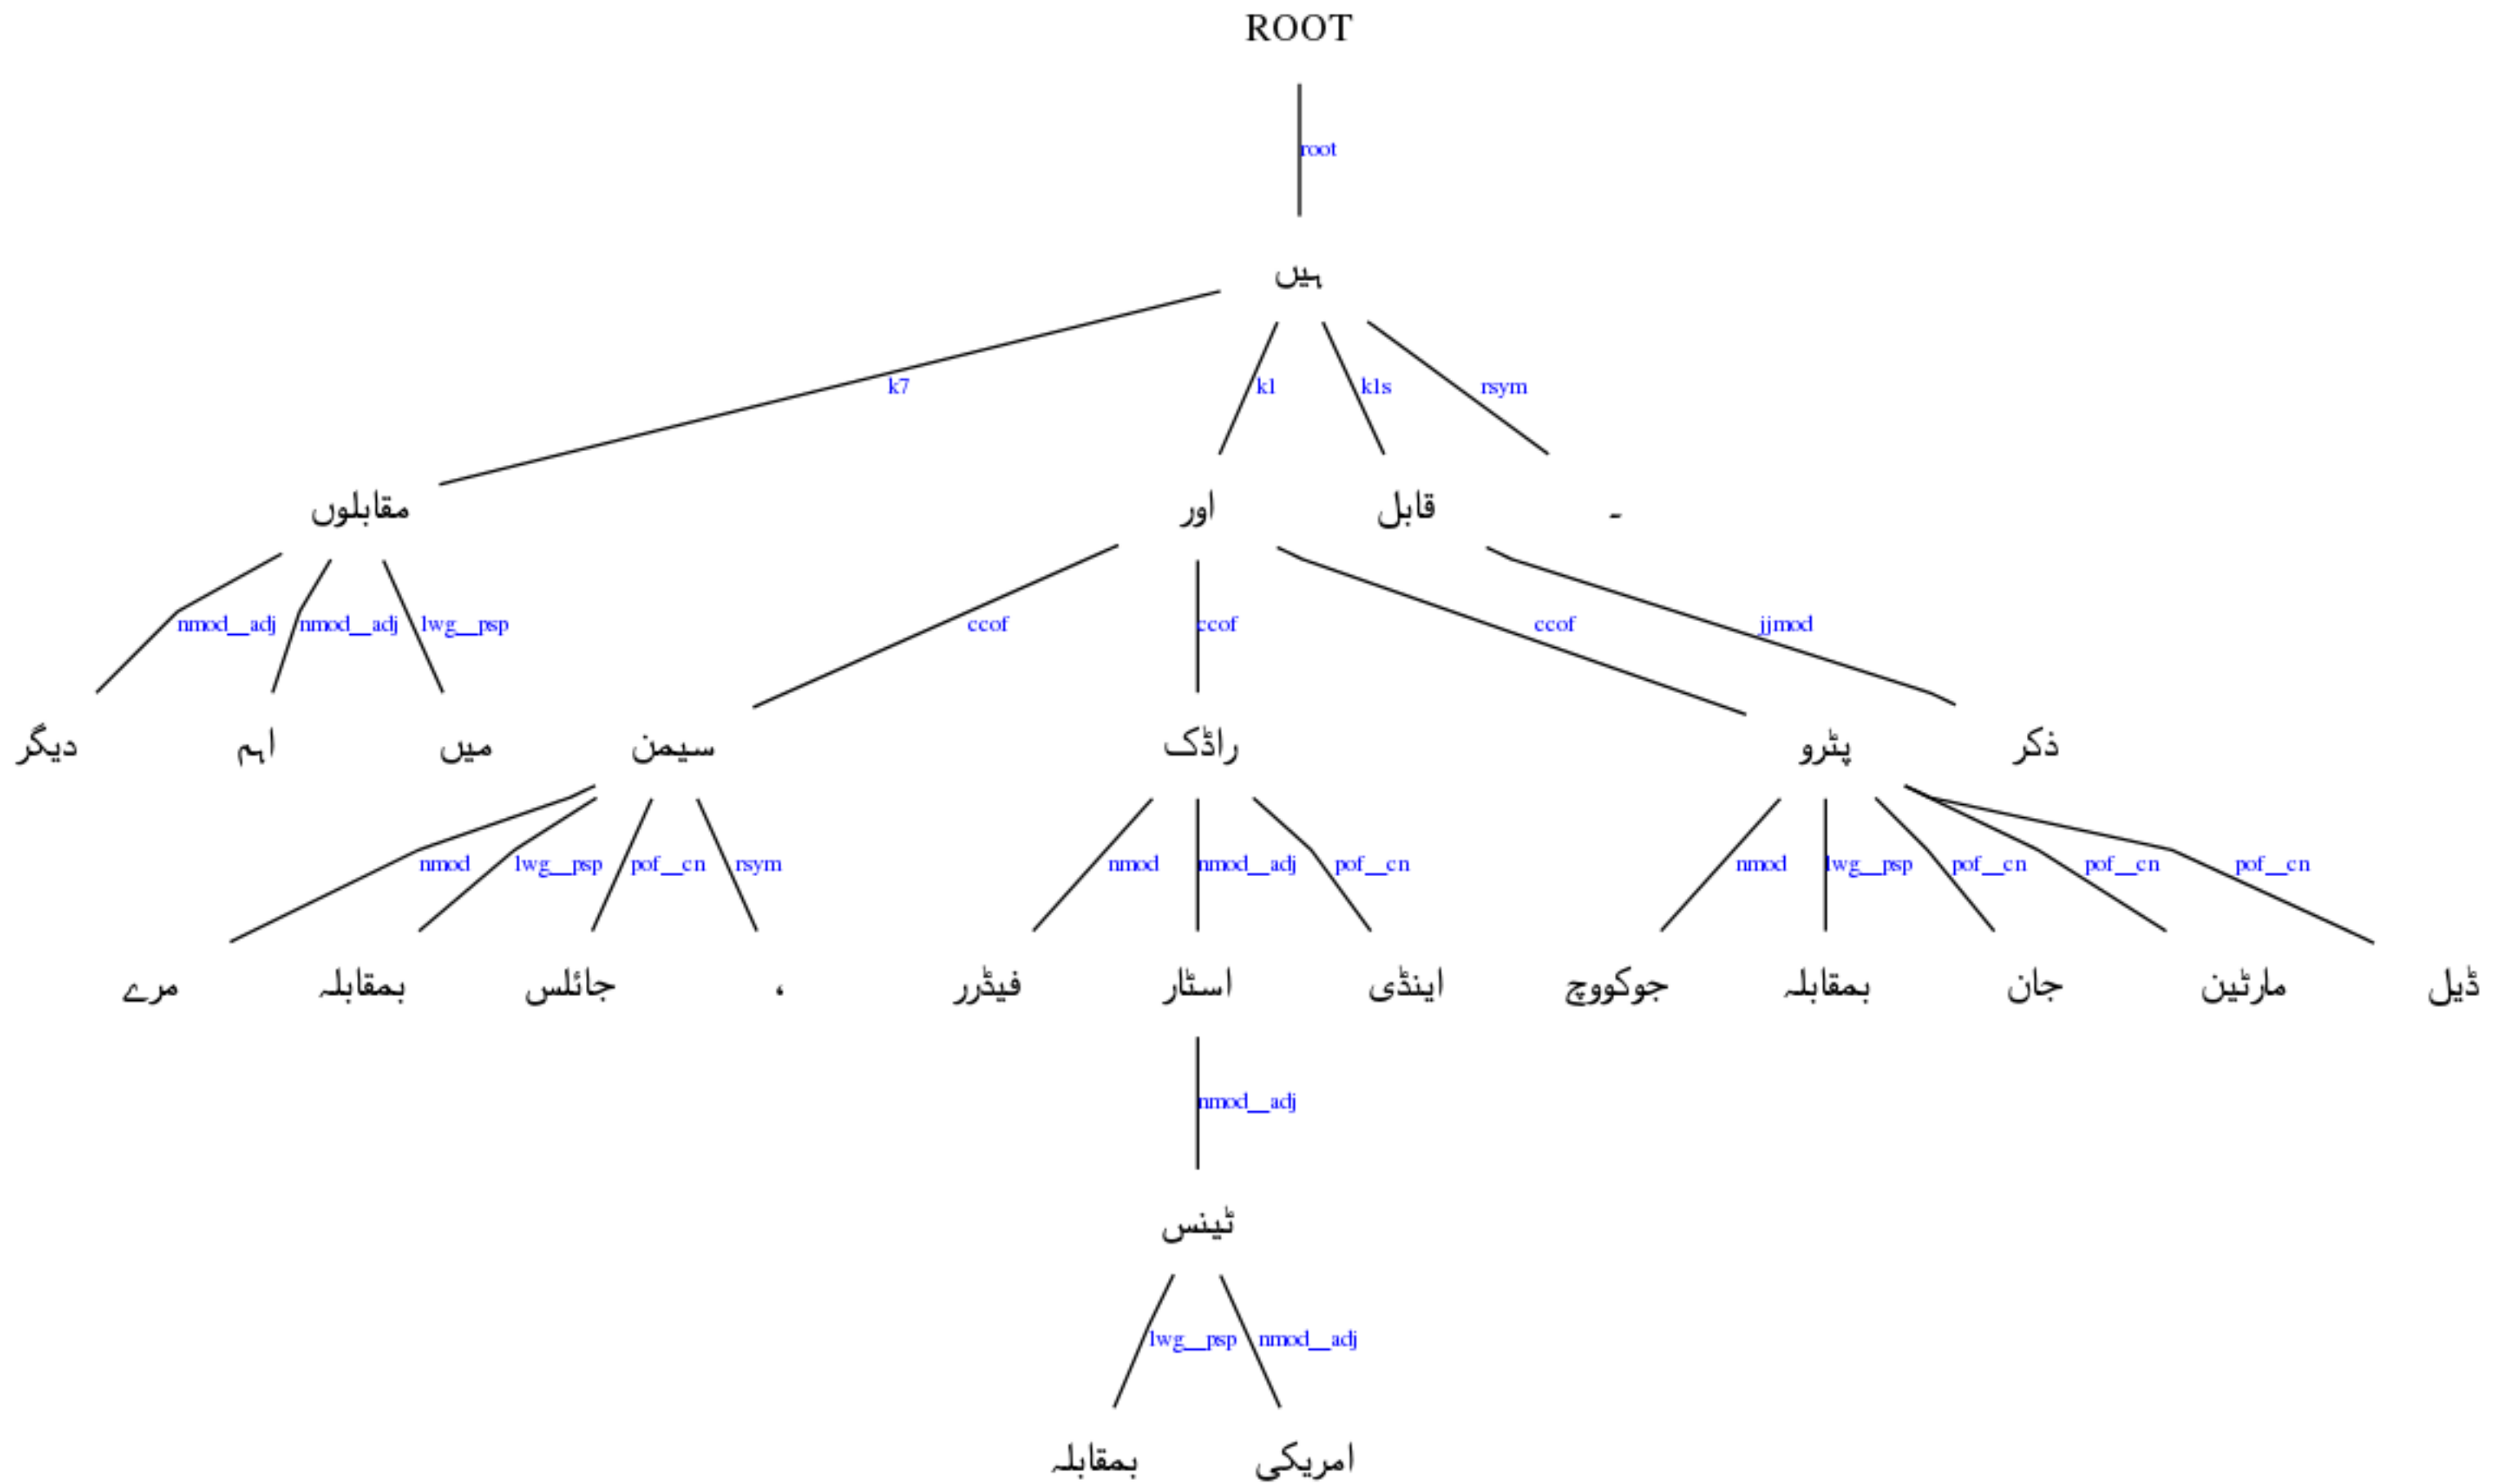 ROOT
root
ہیں
k7 k1 k1s rsym
مقابلوں اور قابل ۔
nmod__adj nmod__adj lwg__psp ccof ccof ccof jjmod
دیگر اہم میں سیمن راڈک پٹرو ذکر
nmod lwg__psp pof__cn rsym nmod nmod__adj pof__cn nmod lwg__psp pof__cn pof__cn pof__cn
مرے بمقابلہ جائلس ، فیڈرر اسٹار اینڈی جوکووچ بمقابلہ جان مارٹین ڈیل
nmod__adj
ٹینس
lwg__psp nmod__adj
بمقابلہ امریکی